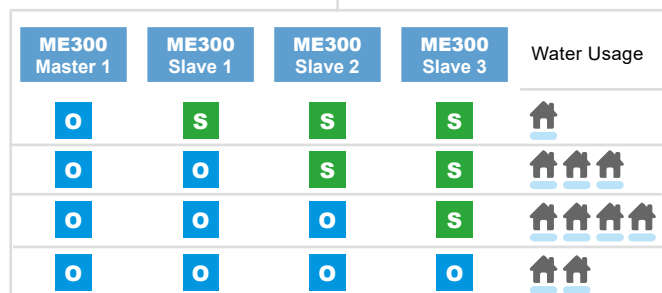 ME300 ME300 ME300 ME300 Water Usage
Master 1 Slave 1 Slave 2 Slave 3
O S S S
O O S S
O O O S
O O O O